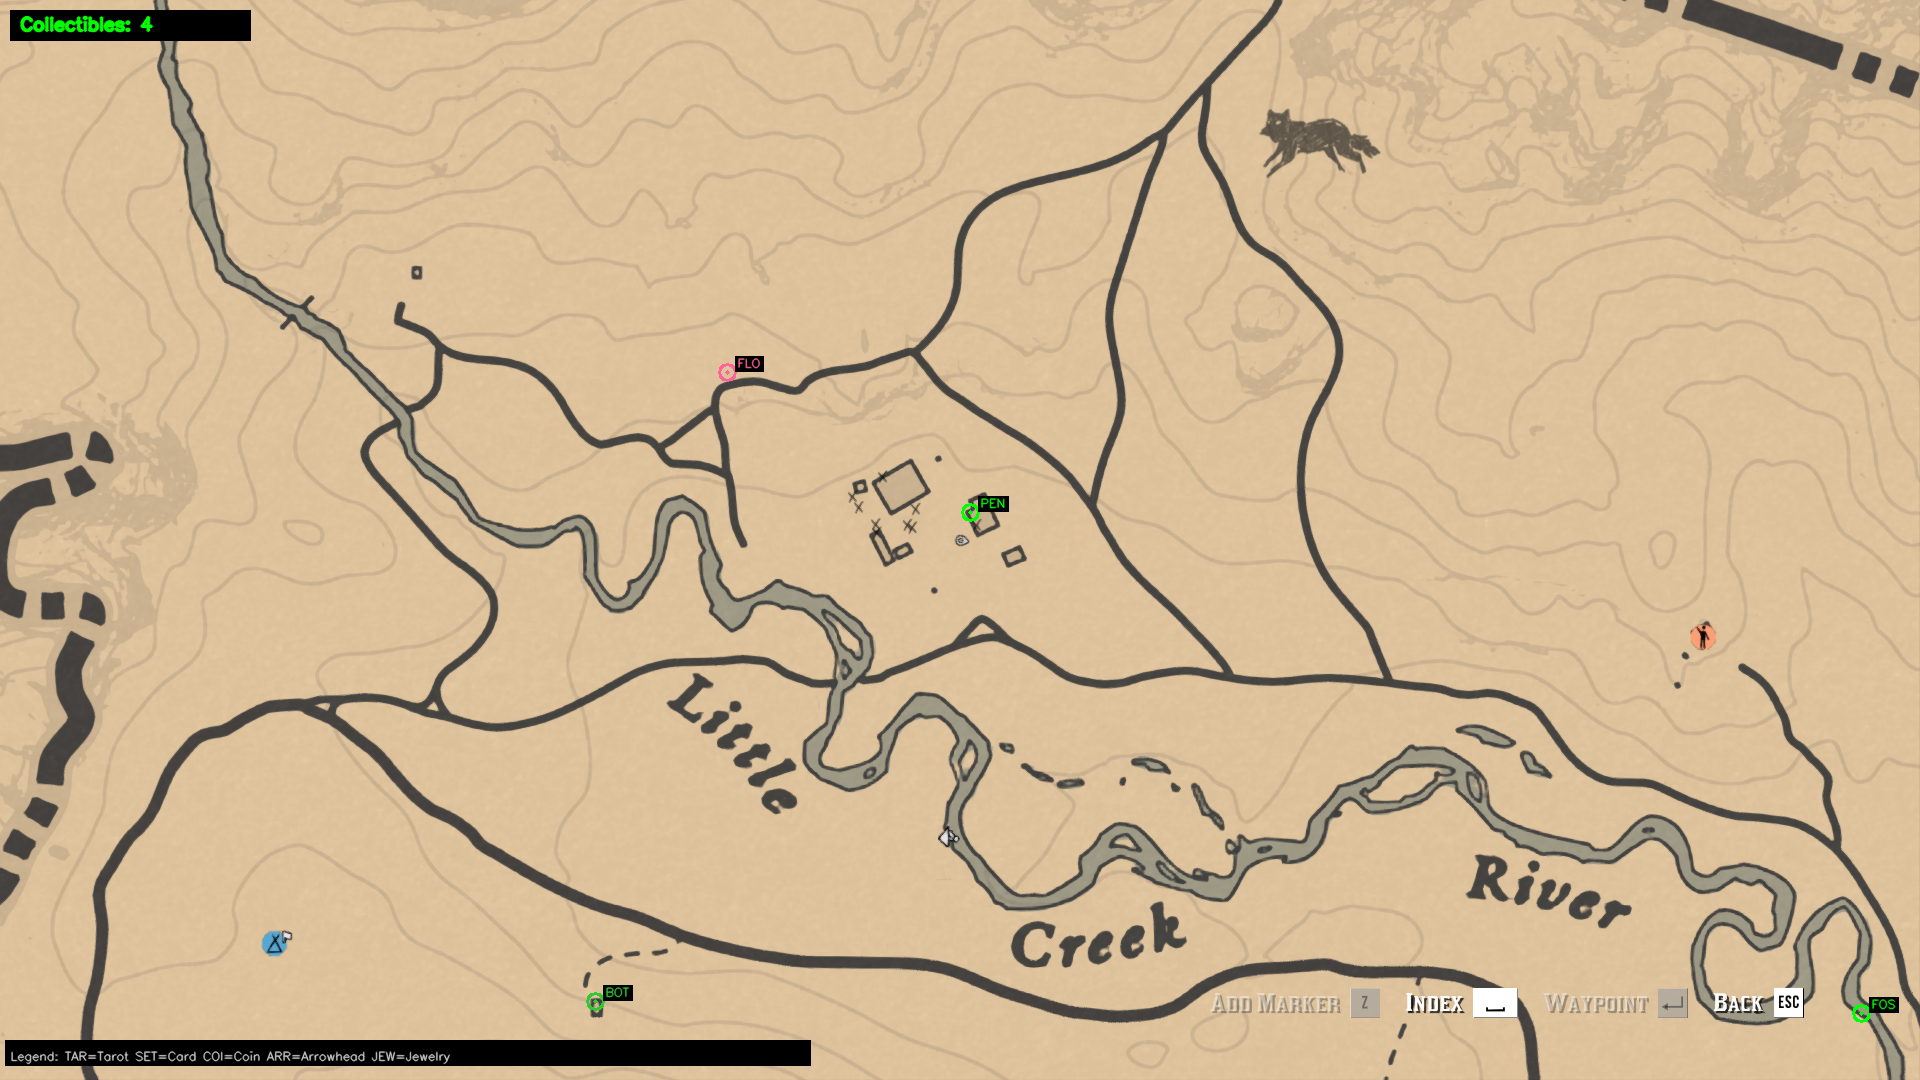 Collectibles: 4
FLO
PEN
Little
Creek
River
BOT
FOS
Add Marker Z Index Waypoint Back ESC
Legend: TAR=Tarot SET=Card COI=Coin ARR=Arrowhead JEW=Jewelry